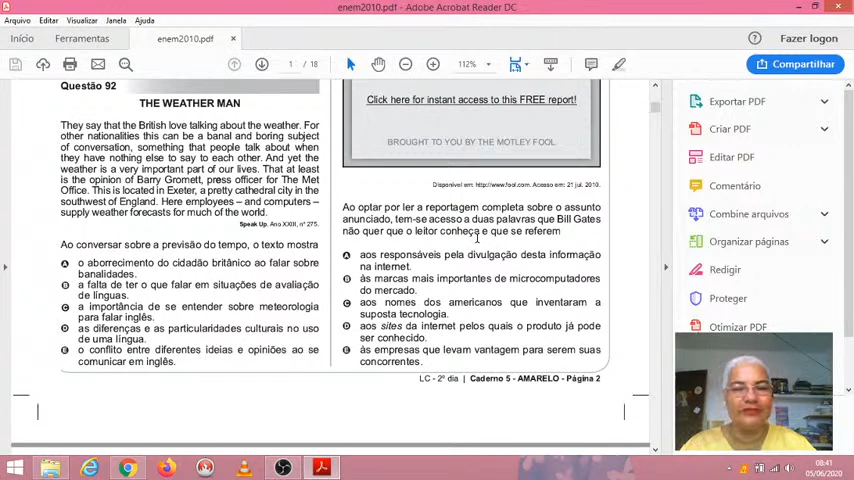 enem2010.pdf - Adobe Acrobat Reader DC
Arquivo Editar Visualizar Janela Ajuda
Início Ferramentas enem2010.pdf × Fazer logon
1 / 18 112% Compartilhar
Questão 92
THE WEATHER MAN
They say that the British love talking about the weather. For
other nationalities this can be a banal and boring subject
of conversation, something that people talk about when
they have nothing else to say to each other. And yet the
weather is a very important part of our lives. That at least
is the opinion of Barry Gromett, press officer for The Met
Office. This is located in Exeter, a pretty cathedral city in the
southwest of England. Here employees – and computers –
supply weather forecasts for much of the world.
Speak Up. Ano XXIII, nº 275.
Ao conversar sobre a previsão do tempo, o texto mostra
A o aborrecimento do cidadão britânico ao falar sobre
banalidades.
B a falta de ter o que falar em situações de avaliação
de línguas.
C a importância de se entender sobre meteorologia
para falar inglês.
D as diferenças e as particularidades culturais no uso
de uma língua.
E o conflito entre diferentes ideias e opiniões ao se
comunicar em inglês.
Click here for instant access to this FREE report!
BROUGHT TO YOU BY THE MOTLEY FOOL
Disponível em: http://www.fool.com. Acesso em: 21 jul. 2010.
Ao optar por ler a reportagem completa sobre o assunto
anunciado, tem-se acesso a duas palavras que Bill Gates
não quer que o leitor conheça e que se referem
A aos responsáveis pela divulgação desta informação
na internet.
B às marcas mais importantes de microcomputadores
do mercado.
C aos nomes dos americanos que inventaram a
suposta tecnologia.
D aos sites da internet pelos quais o produto já pode
ser conhecido.
E às empresas que levam vantagem para serem suas
concorrentes.
LC - 2º dia | Caderno 5 - AMARELO - Página 2
Exportar PDF
Criar PDF
Editar PDF
Comentário
Combinar arquivos
Organizar páginas
Redigir
Proteger
Otimizar PDF
08:41
05/06/2020